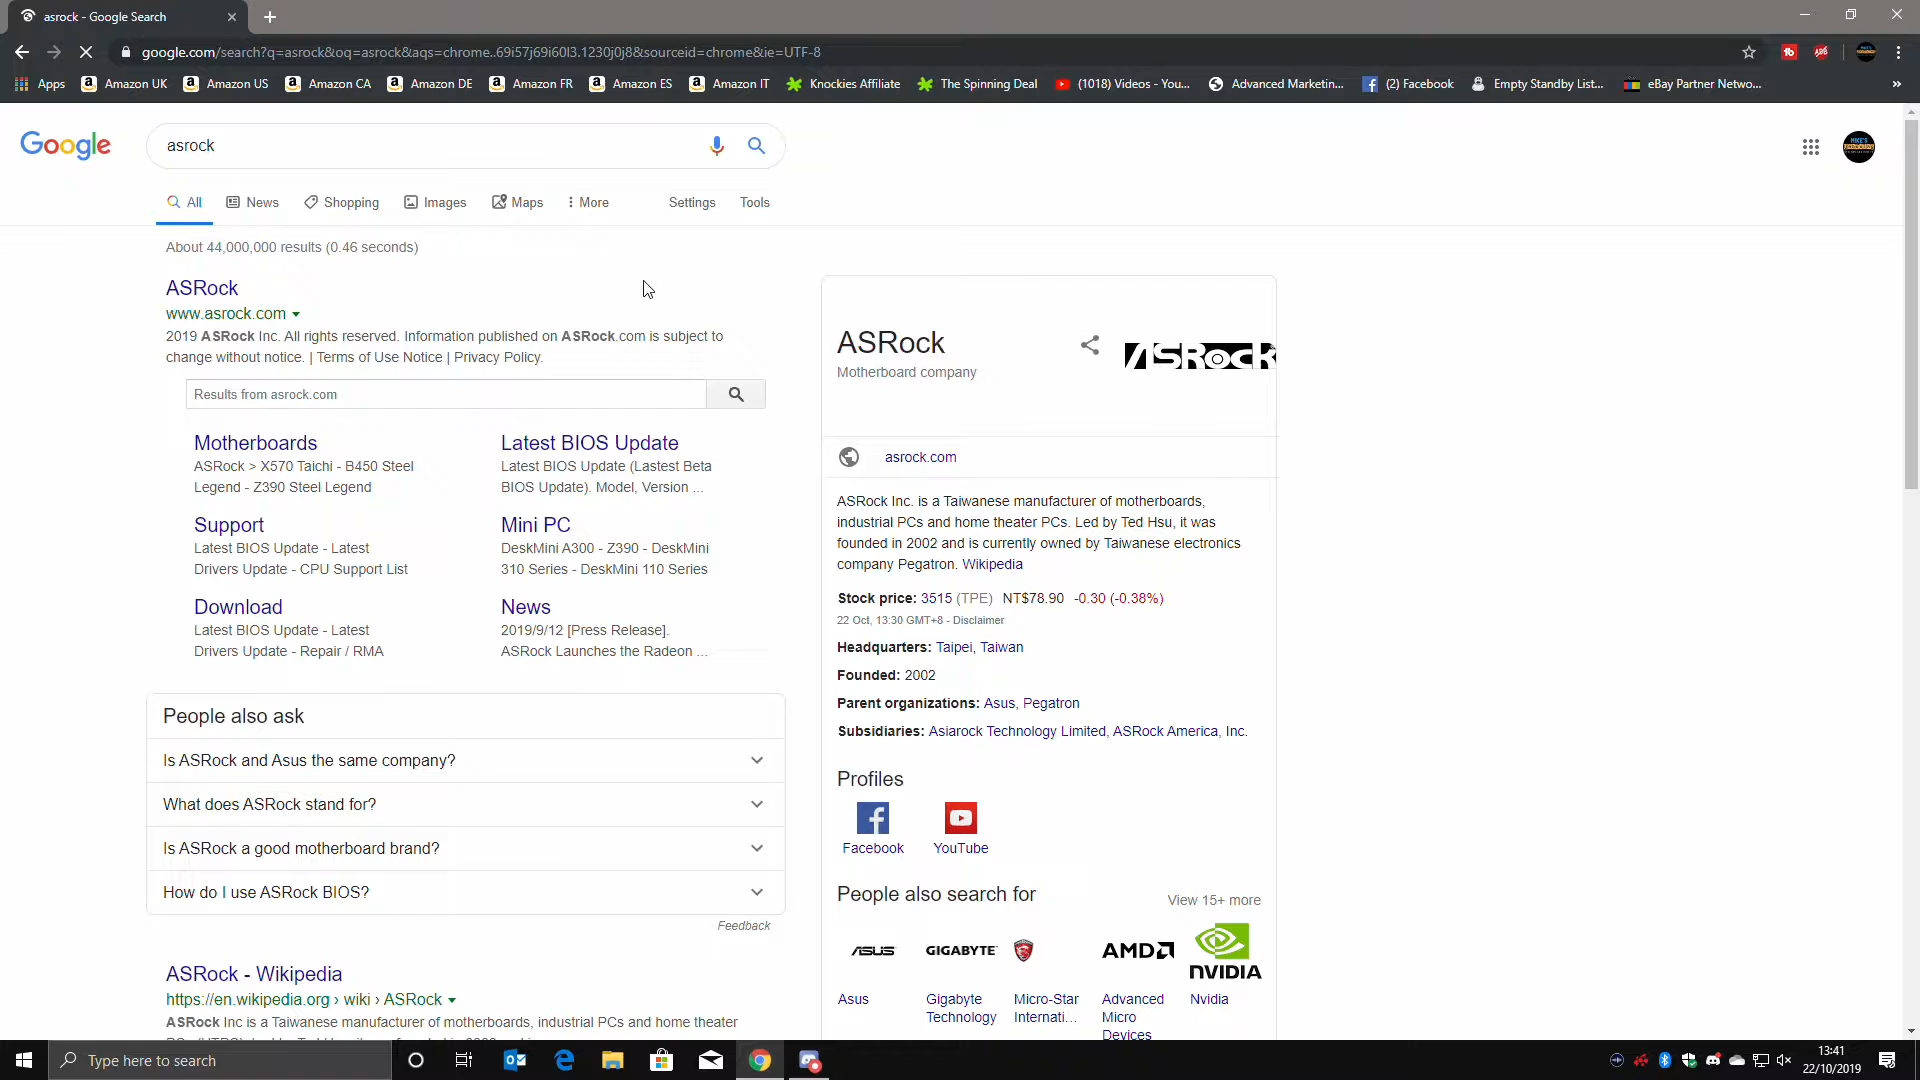 asrock - Google Search
google.com/search?q=asrock&oq=asrock&aqs=chrome..69i57j69i60l3.1230j0j8&sourceid=chrome&ie=UTF-8
Apps Amazon UK Amazon US Amazon CA Amazon DE Amazon FR Amazon ES Amazon IT Knockies Affiliate The Spinning Deal (1018) Videos - You... Advanced Marketin... (2) Facebook Empty Standby List... eBay Partner Netwo... »
Google
asrock
All News Shopping Images Maps More Settings Tools
About 44,000,000 results (0.46 seconds)
ASRock
www.asrock.com
2019 ASRock Inc. All rights reserved. Information published on ASRock.com is subject to
change without notice. | Terms of Use Notice | Privacy Policy.
Results from asrock.com
Motherboards
ASRock > X570 Taichi - B450 Steel
Legend - Z390 Steel Legend
Latest BIOS Update
Latest BIOS Update (Lastest Beta
BIOS Update). Model, Version ...
Support
Latest BIOS Update - Latest
Drivers Update - CPU Support List
Mini PC
DeskMini A300 - Z390 - DeskMini
310 Series - DeskMini 110 Series
Download
Latest BIOS Update - Latest
Drivers Update - Repair / RMA
News
2019/9/12 [Press Release].
ASRock Launches the Radeon ...
People also ask
Is ASRock and Asus the same company?
What does ASRock stand for?
Is ASRock a good motherboard brand?
How do I use ASRock BIOS?
Feedback
ASRock - Wikipedia
https://en.wikipedia.org › wiki › ASRock
ASRock Inc is a Taiwanese manufacturer of motherboards, industrial PCs and home theater
ASRock
Motherboard company
ASRock
asrock.com
ASRock Inc. is a Taiwanese manufacturer of motherboards,
industrial PCs and home theater PCs. Led by Ted Hsu, it was
founded in 2002 and is currently owned by Taiwanese electronics
company Pegatron. Wikipedia
Stock price: 3515 (TPE) NT$78.90 -0.30 (-0.38%)
22 Oct, 13:30 GMT+8 - Disclaimer
Headquarters: Taipei, Taiwan
Founded: 2002
Parent organizations: Asus, Pegatron
Subsidiaries: Asiarock Technology Limited, ASRock America, Inc.
Profiles
Facebook YouTube
People also search for
View 15+ more
ASUS GIGABYTE AMD NVIDIA
Asus
Gigabyte
Technology
Micro-Star
Internati...
Advanced
Micro
Devices
Nvidia
Type here to search
13:41
22/10/2019